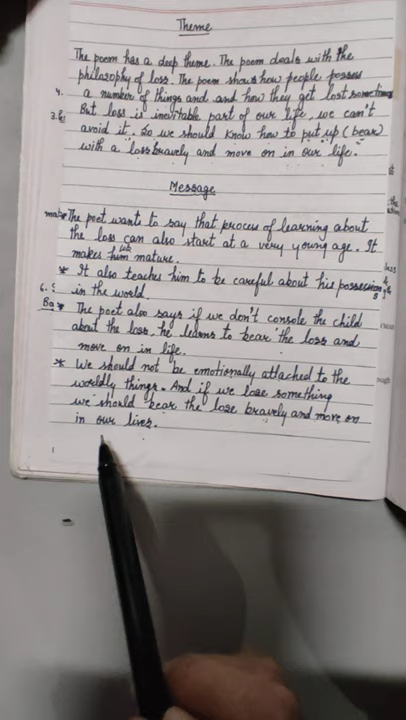 Theme
The poem has a deep theme. The poem deals with the
philosophy of loss. The poem shows how people possess
a number of things and and how they get lost sometimes
But loss is inevitable part of our life, we can't
avoid it. So we should know how to put up (bear)
with a loss bravely and move on in our life.
Message
The poet wants to say that process of learning about
the loss can also start at a very young age. It
makes him mature.
* It also teaches him to be careful about his possession
in the world.
* The poet also says if we don't console the child
about the loss. he learns to bear the loss and
move on in life.
* We should not be emotionally attached to the
worldly things. And if we lose something
we should bear the lose bravely and move on
in our lives.